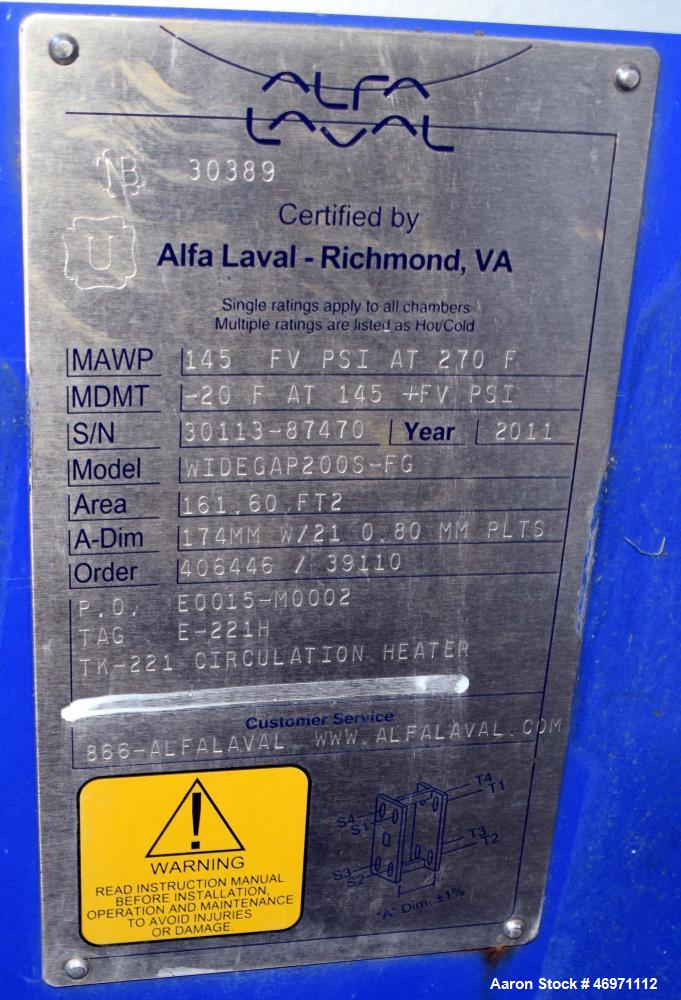 ALFA
LAVAL
NB 30389
U
Certified by
Alfa Laval - Richmond, VA
Single ratings apply to all chambers
Multiple ratings are listed as Hot/Cold
MAWP 145 FV PSI AT 270 F
MDMT -20 F AT 145 +FV PSI
S/N 30113-87470 Year 2011
Model WIDEGAP200S-FG
Area 161.60 FT2
A-Dim 174MM W/21 0.80 MM PLTS
Order 406446 / 39110
P.O. E0015-M0002
TAG E-221H
TK-221 CIRCULATION HEATER
Customer Service
866-ALFALAVAL WWW.ALFALAVAL.COM
S4 T4
S1 T1
S3 T3
S2 T2
"A" Dim. ±1%
WARNING
READ INSTRUCTION MANUAL
BEFORE INSTALLATION,
OPERATION AND MAINTENANCE
TO AVOID INJURIES
OR DAMAGE.
Aaron Stock # 46971112